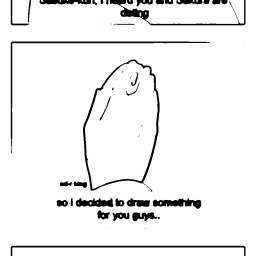 Sasuke-kun, I heard you and Sakura are
dating
so i decided to draw something
for you guys..